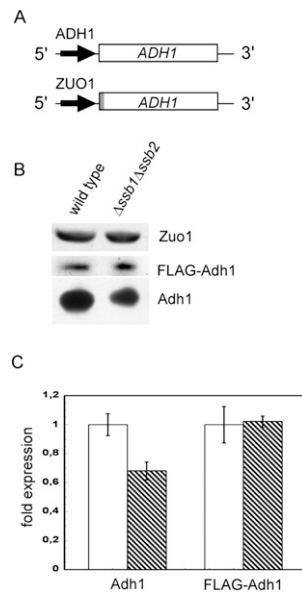 A
ADH1
5' ADH1 3'
ZUO1
5' ADH1 3'
B
wild type
Δssb1Δssb2
Zuo1
FLAG-Adh1
Adh1
C
fold expression
1,2
1
0,8
0,6
0,4
0,2
0
Adh1 FLAG-Adh1